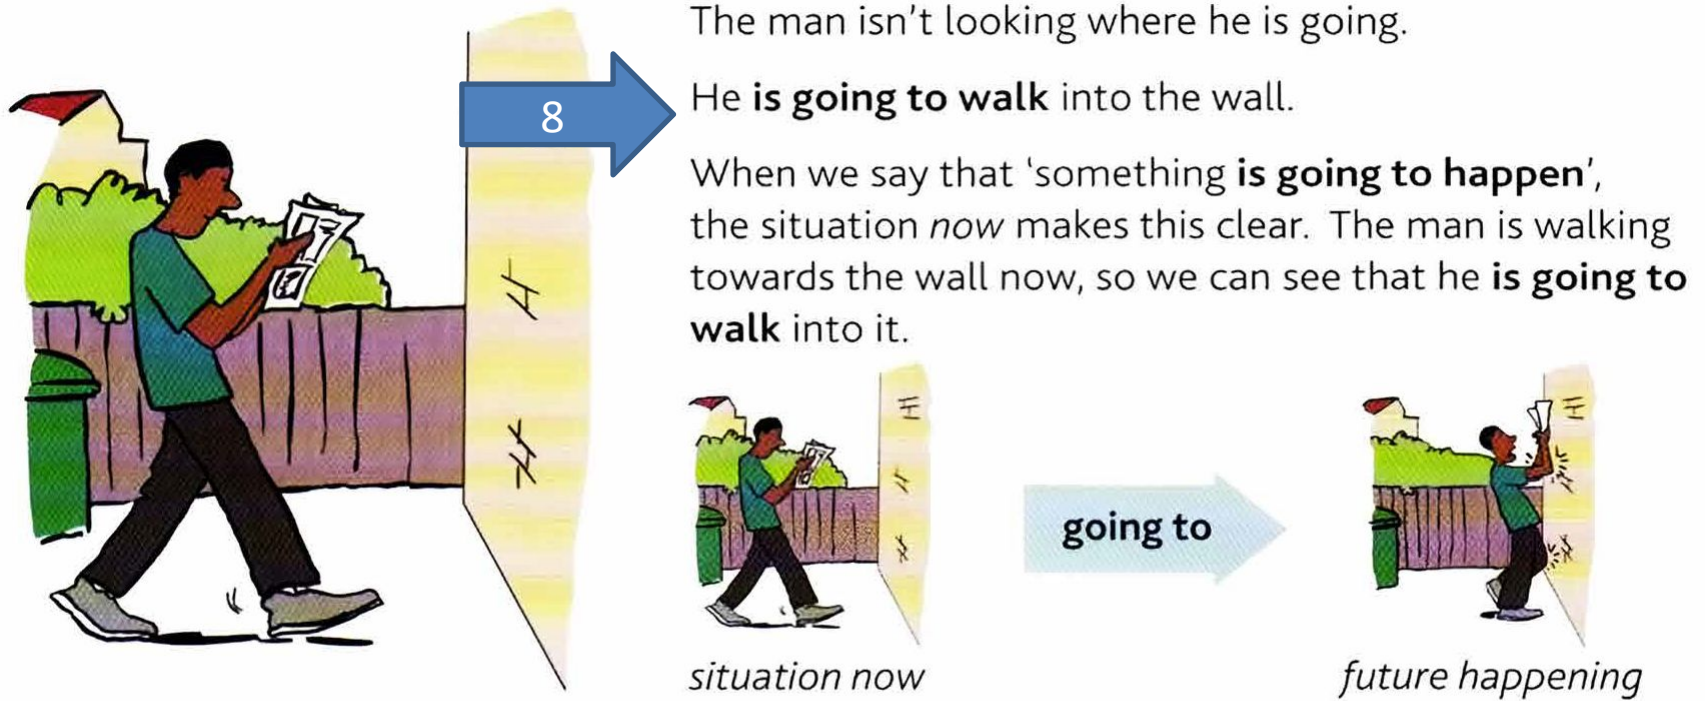 The man isn't looking where he is going.
8
He is going to walk into the wall.
When we say that 'something is going to happen',
the situation now makes this clear. The man is walking
towards the wall now, so we can see that he is going to
walk into it.
going to
situation now
future happening